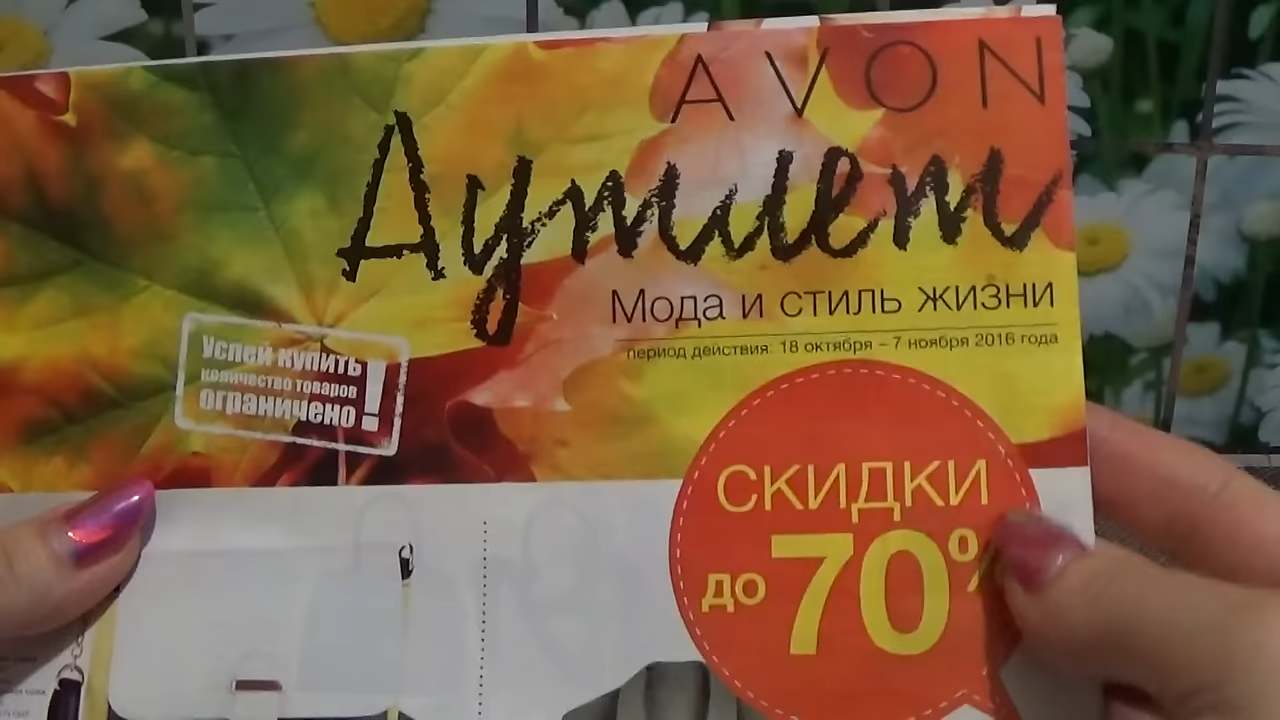 AVON
Аутлет
Мода и стиль жизни
период действия: 18 октября – 7 ноября 2016 года
Успей купить
количество товаров
ограничено!
СКИДКИ
до 70%